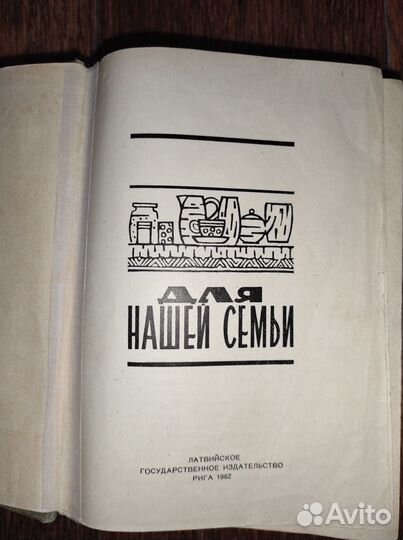 ДЛЯ
НАШЕЙ СЕМЬИ
ЛАТВИЙСКОЕ
ГОСУДАРСТВЕННОЕ ИЗДАТЕЛЬСТВО
РИГА 1962
Avito